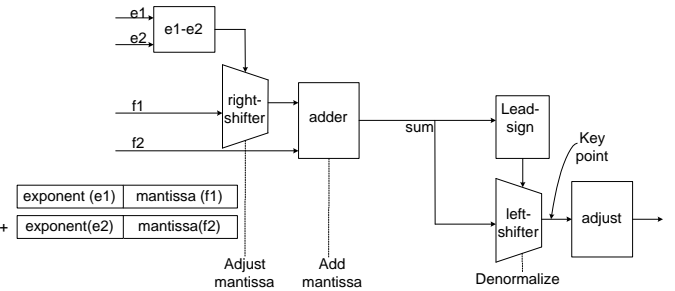 e1
e2
e1-e2
f1
right-
shifter
f2
adder
sum
Lead-
sign
Key
point
left-
shifter
adjust
exponent (e1) mantissa (f1)
+ exponent(e2) mantissa(f2)
Adjust
mantissa
Add
mantissa
Denormalize